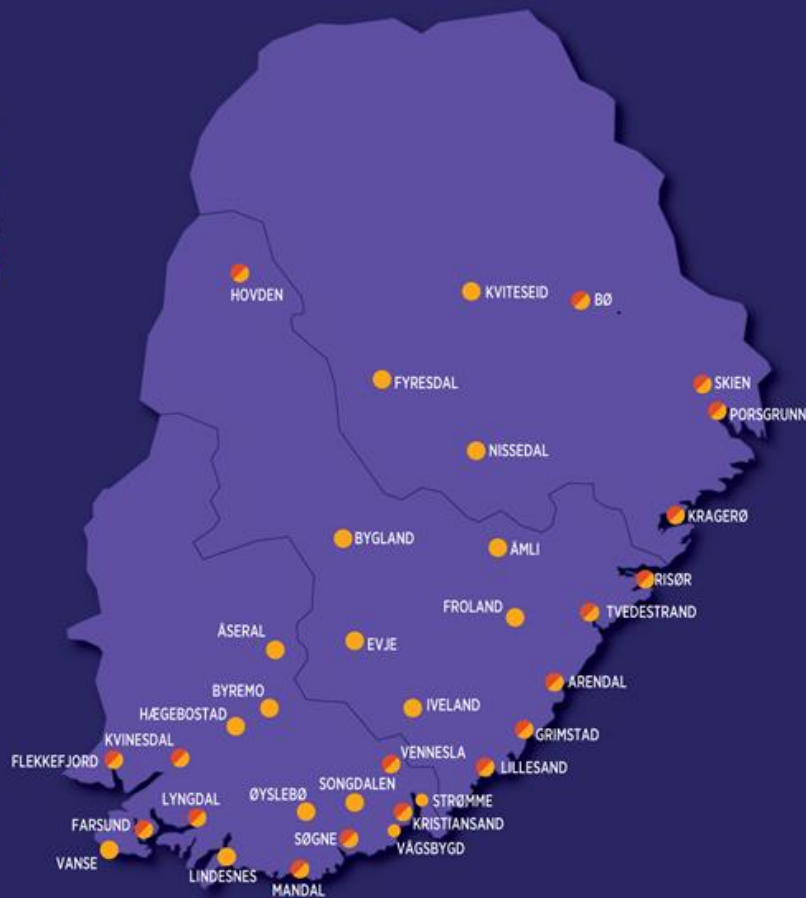 HOVDEN
KVITESEID
BØ
FYRESDAL
SKIEN
PORSGRUNN
NISSEDAL
KRAGERØ
BYGLAND
ÅMLI
RISØR
FROLAND
TVEDESTRAND
ÅSERAL
EVJE
ARENDAL
BYREMO
IVELAND
HÆGEBOSTAD
GRIMSTAD
KVINESDAL
VENNESLA
FLEKKEFJORD
LILLESAND
SONGDALEN
LYNGDAL
ØYSLEBØ
STRØMME
FARSUND
KRISTIANSAND
SØGNE
VÅGSBYGD
VANSE
LINDESNES
MANDAL